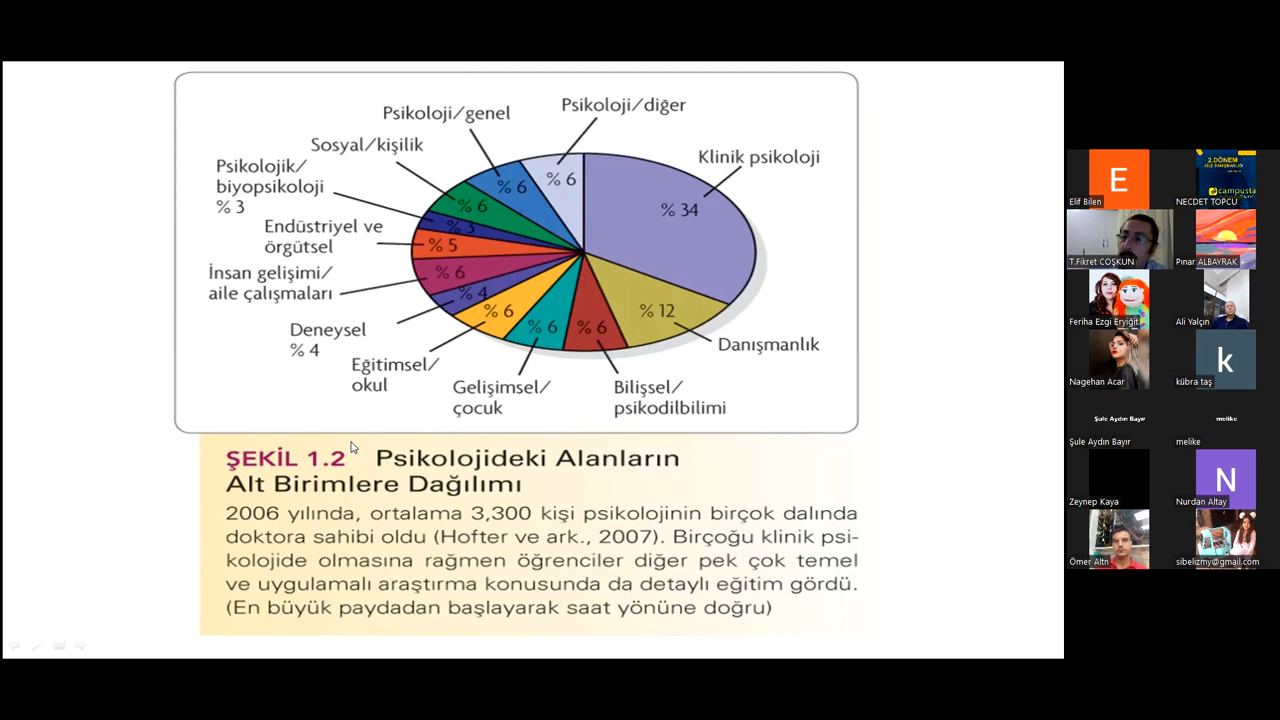 Psikoloji/genel
Psikoloji/diğer
Sosyal/kişilik
Klinik psikoloji
Psikolojik/
biyopsikoloji
% 3
Endüstriyel ve
örgütsel
İnsan gelişimi/
aile çalışmaları
Deneysel
% 4
Eğitimsel/
okul
Gelişimsel/
çocuk
Bilişsel/
psikodilbilimi
Danışmanlık
% 6
% 6
% 6
% 3
% 5
% 6
% 4
% 6
% 6
% 6
% 12
% 34
ŞEKİL 1.2 Psikolojideki Alanların
Alt Birimlere Dağılımı
2006 yılında, ortalama 3,300 kişi psikolojinin birçok dalında
doktora sahibi oldu (Hofter ve ark., 2007). Birçoğu klinik psi-
kolojide olmasına rağmen öğrenciler diğer pek çok temel
ve uygulamalı araştırma konusunda da detaylı eğitim gördü.
(En büyük paydadan başlayarak saat yönüne doğru)
E
Elif Bilen
2.DÖNEM
AİLE DANIŞMANLIĞI
campusta
NECDET TOPCU
T.Fikret COŞKUN
Pınar ALBAYRAK
Feriha Ezgi Eryiğit
Ali Yalçın
Nagehan Acar
k
kübra taş
Şule Aydın Bayır
Şule Aydın Bayır
melike
melike
Zeynep Kaya
N
Nurdan Altay
Ömer Altn
sibelizmy@gmail.com